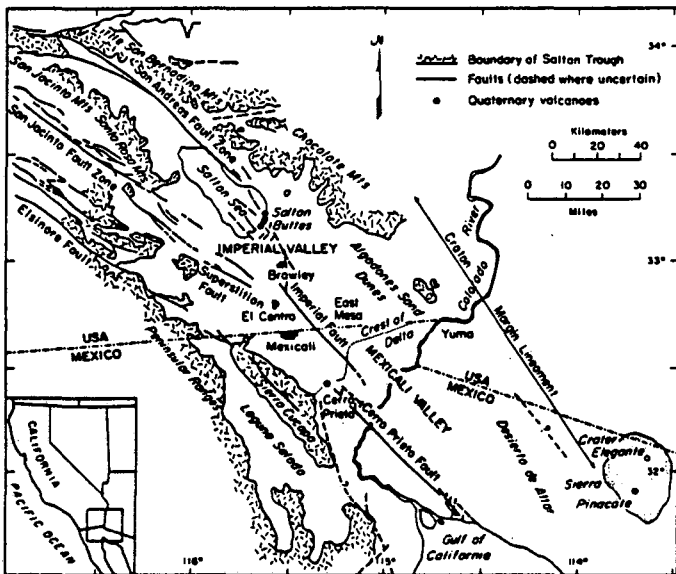 Little San Bernadino Mts
San Andreas Fault Zone
San Jacinto Mts
Santa Rosa Mts
San Jacinto Fault Zone
Elsinore Fault
Chocolate Mts
N
Boundary of Salton Trough
Faults (dashed where uncertain)
Quaternary volcanoes
Kilometers
0 20 40
0 10 20 30
Miles
34°
Salton Sea
Salton
Buttes
IMPERIAL VALLEY
Brawley
Superstition
Fault
El Centro
Imperial Fault
East
Mesa
Algodones Sand
Dunes
Craton Margin Lineament?
Colorado River
33°
USA
MEXICO
Mexicali
Crest of
Delta
Yuma
MEXICALI VALLEY
USA
MEXICO
Peninsular Ranges
Sierra Cucapa
Laguna Salada
Cerro
Prieto
Cerro Prieto Fault
Desierto de Altar
?
Crater
Elegante
32°
Sierra
Pinacate
Gulf of
California
CALIFORNIA
PACIFIC OCEAN
116°
115°
114°